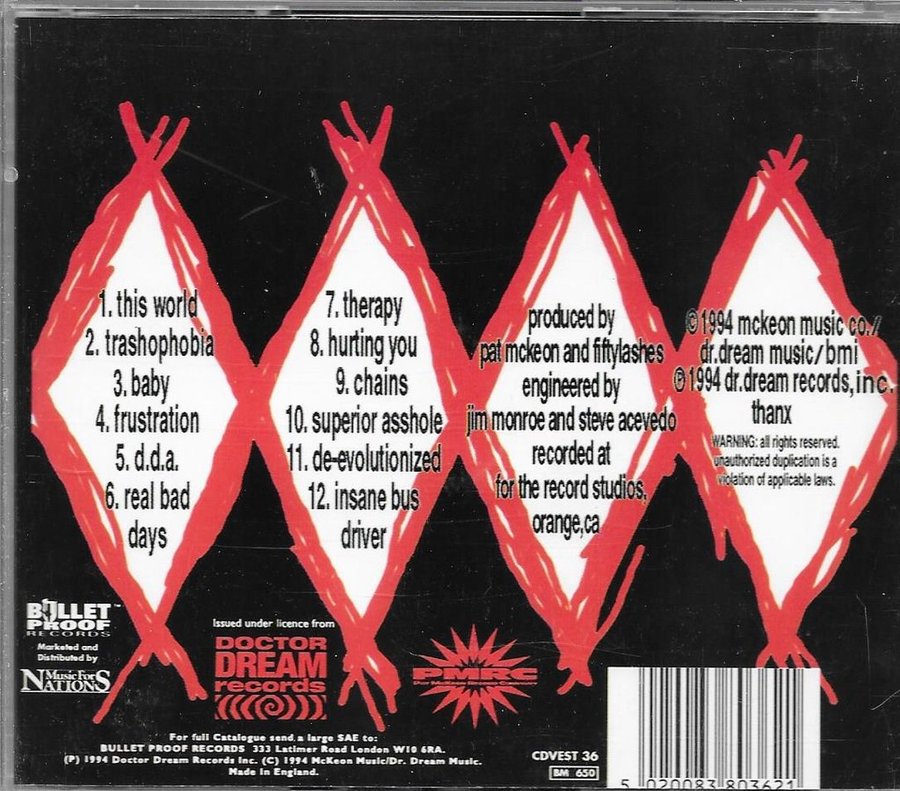 1. this world
2. trashophobia
3. baby
4. frustration
5. d.d.a.
6. real bad
days
7. therapy
8. hurting you
9. chains
10. superior asshole
11. de-evolutionized
12. insane bus
driver
produced by
pat mckeon and fiftylashes
engineered by
jim monroe and steve acevedo
recorded at
for the record studios,
orange,ca
©1994 mckeon music co./
dr.dream music/bmi
℗1994 dr.dream records,inc.
thanx
WARNING: all rights reserved.
unauthorized duplication is a
violation of applicable laws.
BULLET™
PROOF
RECORDS
Marketed and
Distributed by
Music For
NATIONS
Issued under licence from
DOCTOR
DREAM
records
PMRC
Pat McKeon Dream Center
For full Catalogue send a large SAE to:
BULLET PROOF RECORDS 333 Latimer Road London W10 6RA.
(P) 1994 Doctor Dream Records Inc. (C) 1994 McKeon Music/Dr. Dream Music.
Made in England.
CDVEST 36
BM 650
5 020083 803621